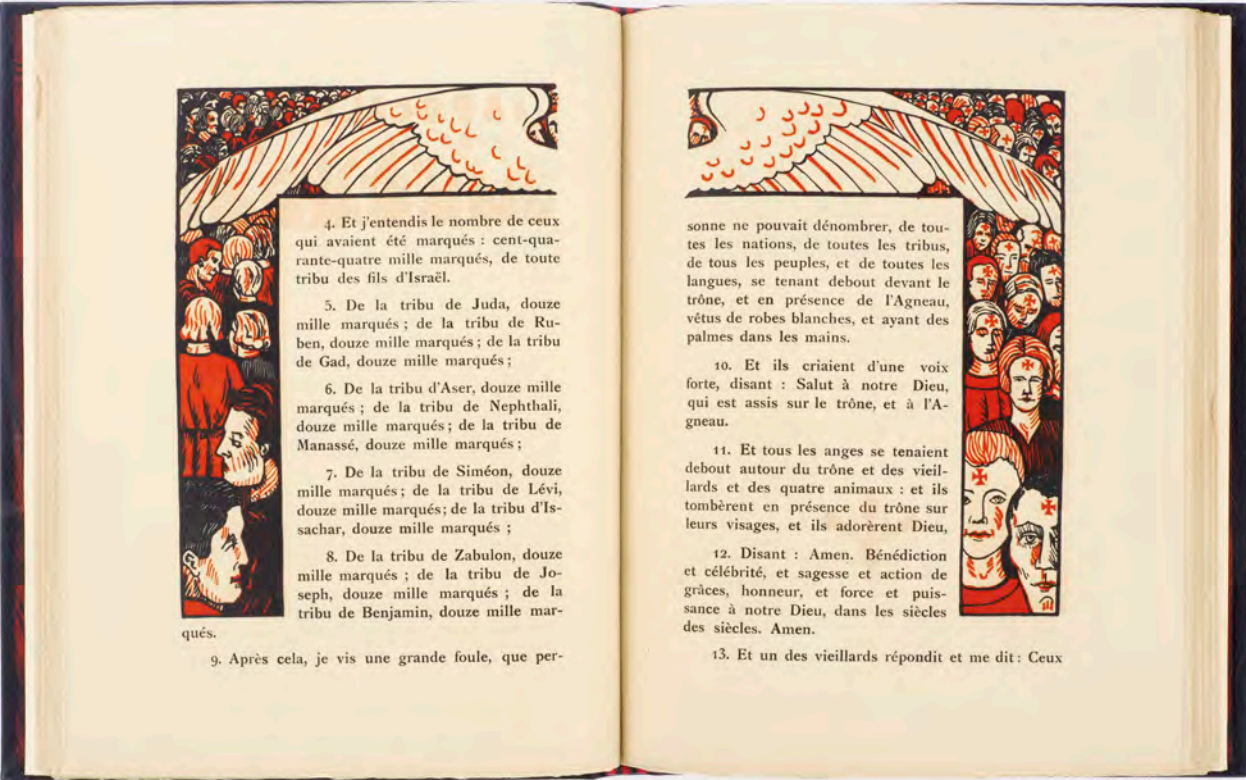 4. Et j'entendis le nombre de ceux
qui avaient été marqués : cent-qua-
rante-quatre mille marqués, de toute
tribu des fils d'Israël.
5. De la tribu de Juda, douze
mille marqués ; de la tribu de Ru-
ben, douze mille marqués ; de la tribu
de Gad, douze mille marqués ;
6. De la tribu d'Aser, douze mille
marqués ; de la tribu de Nephthali,
douze mille marqués ; de la tribu de
Manassé, douze mille marqués ;
7. De la tribu de Siméon, douze
mille marqués ; de la tribu de Lévi,
douze mille marqués ; de la tribu d'Is-
sachar, douze mille marqués ;
8. De la tribu de Zabulon, douze
mille marqués ; de la tribu de Jo-
seph, douze mille marqués ; de la
tribu de Benjamin, douze mille mar-
qués.
9. Après cela, je vis une grande foule, que per-
sonne ne pouvait dénombrer, de tou-
tes les nations, de toutes les tribus,
de tous les peuples, et de toutes les
langues, se tenant debout devant le
trône, et en présence de l'Agneau,
vêtus de robes blanches, et ayant des
palmes dans les mains.
10. Et ils criaient d'une voix
forte, disant : Salut à notre Dieu,
qui est assis sur le trône, et à l'A-
gneau.
11. Et tous les anges se tenaient
debout autour du trône et des vieil-
lards et des quatre animaux : et ils
tombèrent en présence du trône sur
leurs visages, et ils adorèrent Dieu,
12. Disant : Amen. Bénédiction
et célébrité, et sagesse et action de
grâces, honneur, et force et puis-
sance à notre Dieu, dans les siècles
des siècles. Amen.
13. Et un des vieillards répondit et me dit : Ceux